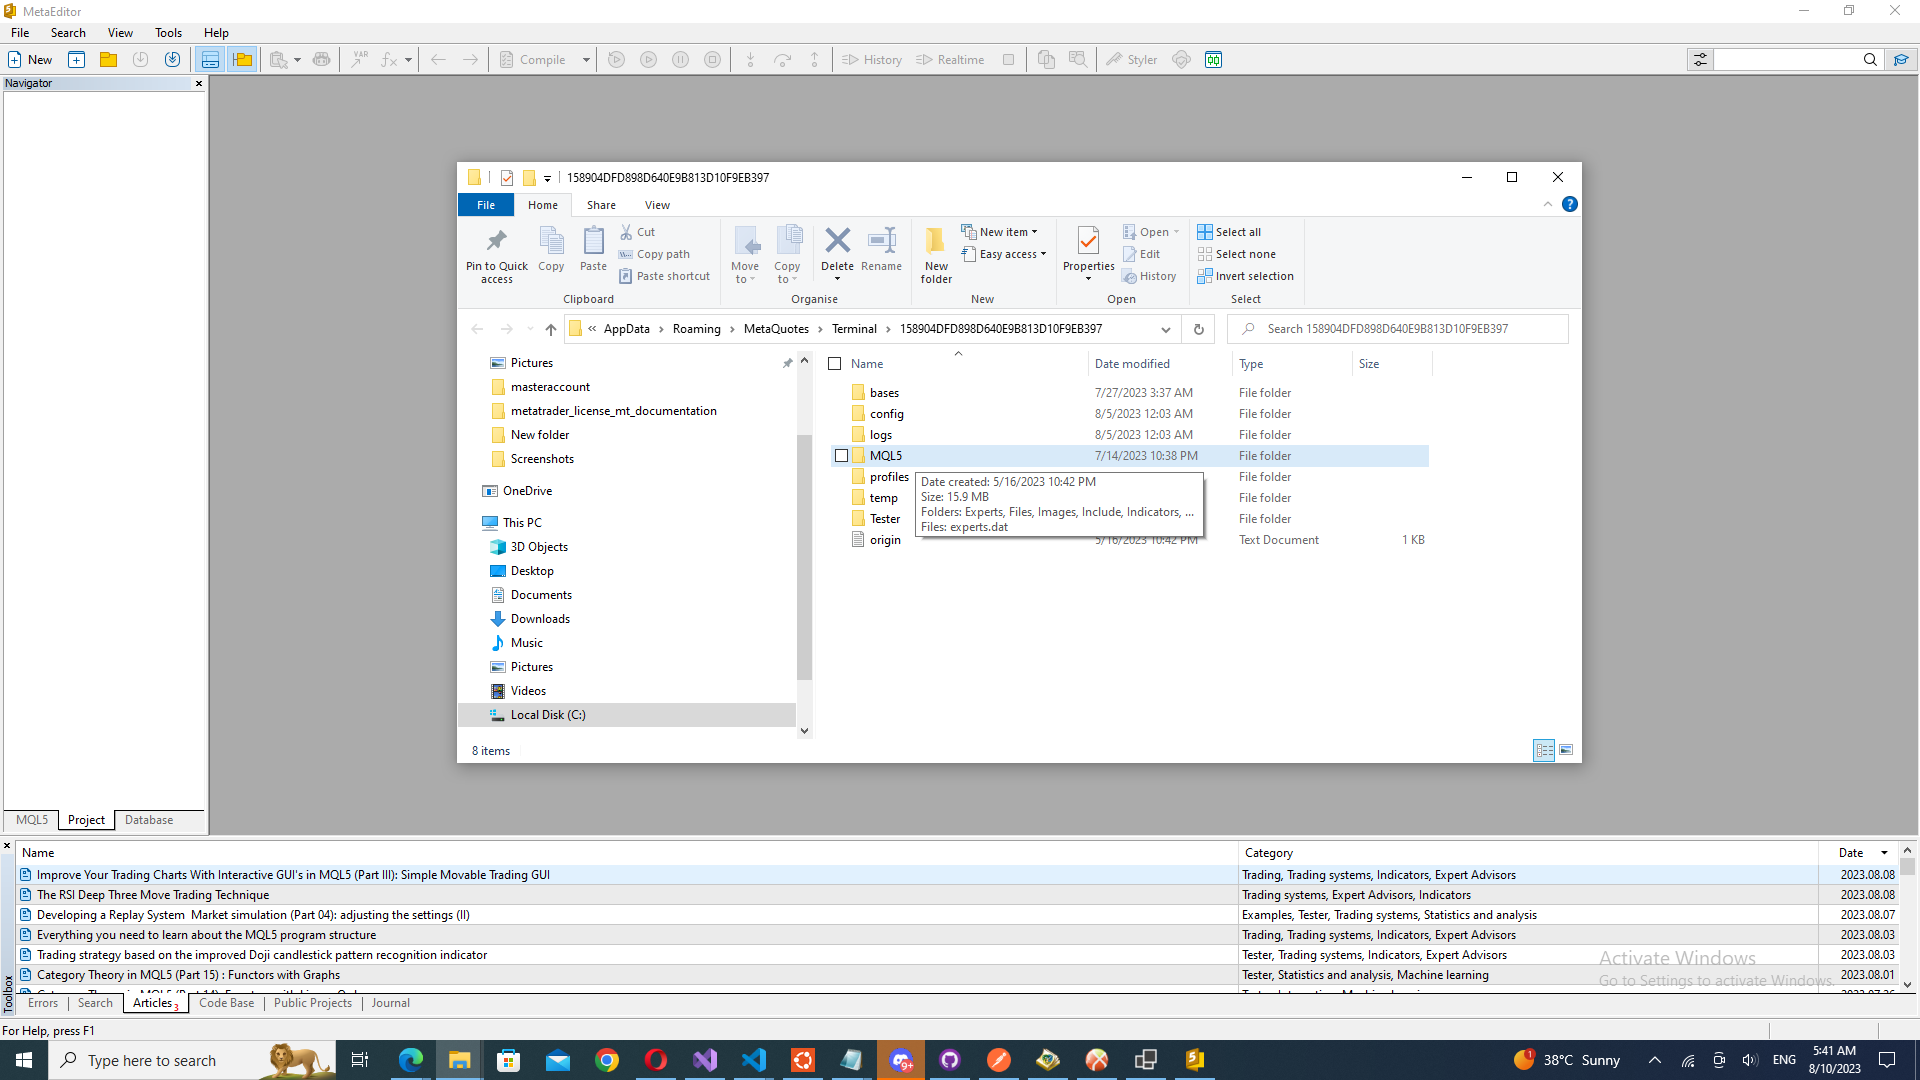 MetaEditor
File Search View Tools Help
New Compile History Realtime Styler
Navigator
MQL5 Project Database
158904DFD898D640E9B813D10F9EB397
File Home Share View
Pin to Quick access
Copy
Paste
Cut
Copy path
Paste shortcut
Clipboard
Move to
Copy to
Delete
Rename
Organise
New folder
New item
Easy access
New
Properties
Open
Edit
History
Open
Select all
Select none
Invert selection
Select
« AppData › Roaming › MetaQuotes › Terminal › 158904DFD898D640E9B813D10F9EB397
Search 158904DFD898D640E9B813D10F9EB397
Pictures
masteraccount
metatrader_license_mt_documentation
New folder
Screenshots
OneDrive
This PC
3D Objects
Desktop
Documents
Downloads
Music
Pictures
Videos
Local Disk (C:)
Name Date modified Type Size
bases 7/27/2023 3:37 AM File folder
config 8/5/2023 12:03 AM File folder
logs 8/5/2023 12:03 AM File folder
MQL5 7/14/2023 10:38 PM File folder
profiles File folder
temp File folder
Tester File folder
origin 5/16/2023 10:42 PM Text Document 1 KB
Date created: 5/16/2023 10:42 PM
Size: 15.9 MB
Folders: Experts, Files, Images, Include, Indicators, ...
Files: experts.dat
8 items
Name Category Date
Improve Your Trading Charts With Interactive GUI's in MQL5 (Part III): Simple Movable Trading GUI Trading, Trading systems, Indicators, Expert Advisors 2023.08.08
The RSI Deep Three Move Trading Technique Trading systems, Expert Advisors, Indicators 2023.08.08
Developing a Replay System Market simulation (Part 04): adjusting the settings (II) Examples, Tester, Trading systems, Statistics and analysis 2023.08.07
Everything you need to learn about the MQL5 program structure Trading, Trading systems, Indicators, Expert Advisors 2023.08.03
Trading strategy based on the improved Doji candlestick pattern recognition indicator Tester, Trading systems, Indicators, Expert Advisors 2023.08.03
Category Theory in MQL5 (Part 15) : Functors with Graphs Tester, Statistics and analysis, Machine learning 2023.08.01
Activate Windows
Go to Settings to activate Windows.
Toolbox
Errors Search Articles 3 Code Base Public Projects Journal
For Help, press F1
Type here to search
9+
1
38°C Sunny
ENG
5:41 AM
8/10/2023